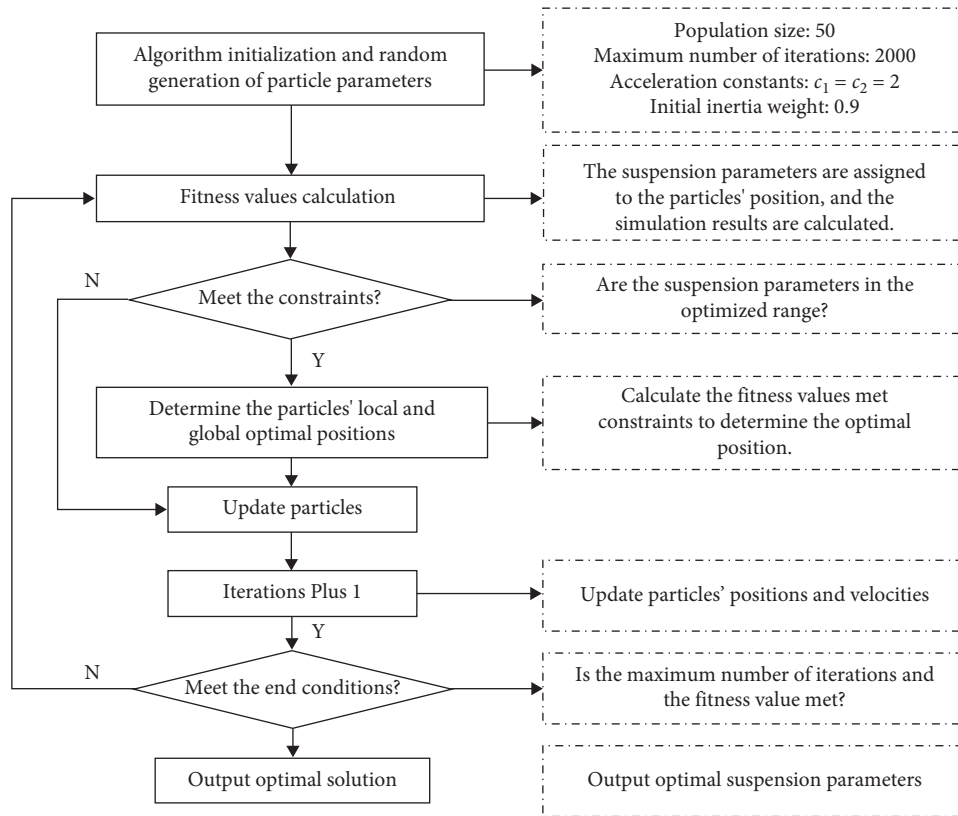 Algorithm initialization and random
generation of particle parameters
Population size: 50
Maximum number of iterations: 2000
Acceleration constants: c₁ = c₂ = 2
Initial inertia weight: 0.9
Fitness values calculation
The suspension parameters are assigned
to the particles' position, and the
simulation results are calculated.
N
Meet the constraints?
Are the suspension parameters in the
optimized range?
Y
Determine the particles' local and
global optimal positions
Calculate the fitness values met
constraints to determine the optimal
position.
Update particles
Iterations Plus 1
Update particles’ positions and velocities
Y
N
Meet the end conditions?
Is the maximum number of iterations and
the fitness value met?
Output optimal solution
Output optimal suspension parameters